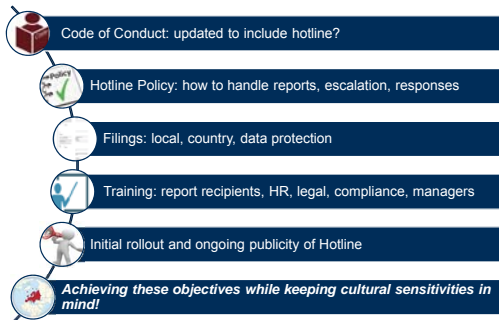 Code of Conduct: updated to include hotline?
Policy
Hotline Policy: how to handle reports, escalation, responses
Filings: local, country, data protection
Training: report recipients, HR, legal, compliance, managers
Initial rollout and ongoing publicity of Hotline
Achieving these objectives while keeping cultural sensitivities in
mind!